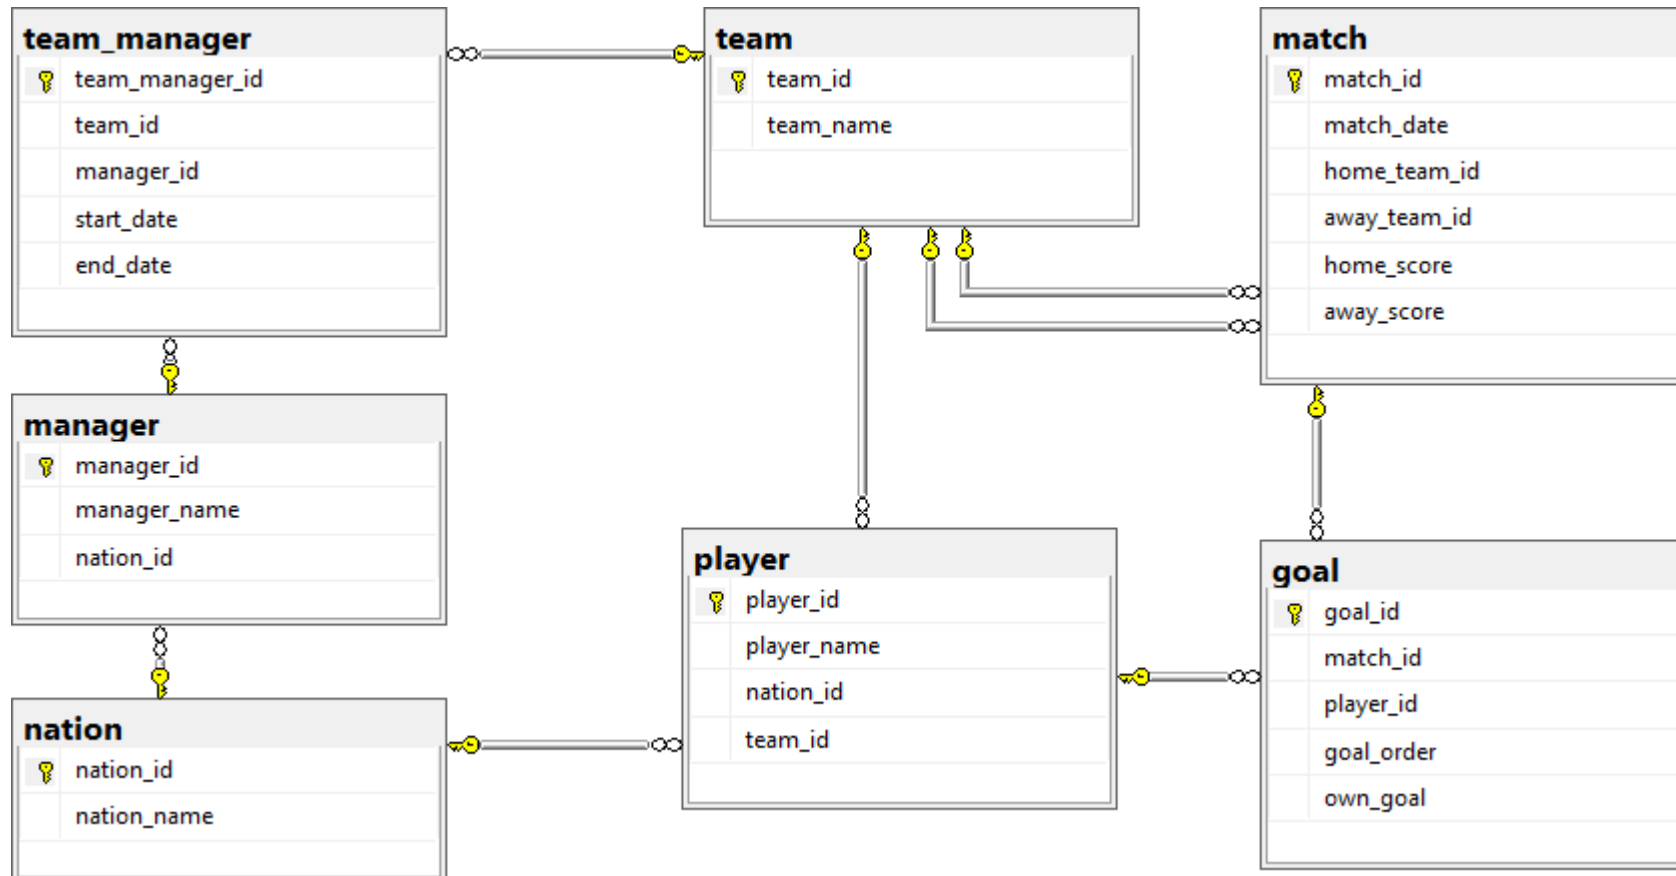 team_manager
team_manager_id
team_id
manager_id
start_date
end_date
team
team_id
team_name
match
match_id
match_date
home_team_id
away_team_id
home_score
away_score
manager
manager_id
manager_name
nation_id
player
player_id
player_name
nation_id
team_id
goal
goal_id
match_id
player_id
goal_order
own_goal
nation
nation_id
nation_name